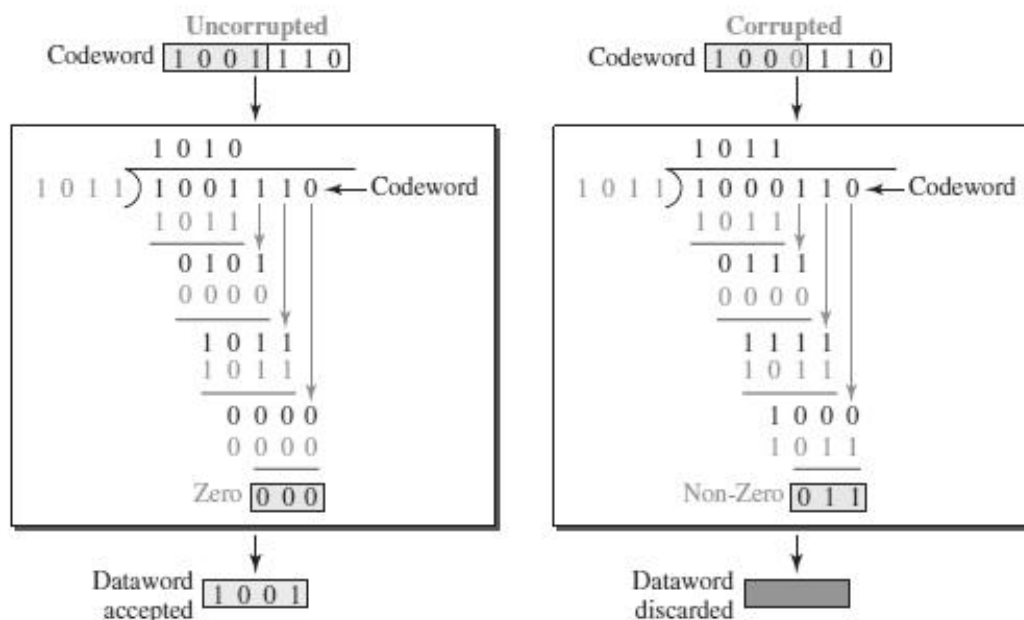 Uncorrupted
Codeword 1 0 0 1 1 1 0
1 0 1 0
1 0 1 1 ) 1 0 0 1 1 1 0 Codeword
1 0 1 1
0 1 0 1
0 0 0 0
1 0 1 1
1 0 1 1
0 0 0 0
0 0 0 0
Zero 0 0 0
Dataword
accepted
1 0 0 1
Corrupted
Codeword 1 0 0 0 1 1 0
1 0 1 1
1 0 1 1 ) 1 0 0 0 1 1 0 Codeword
1 0 1 1
0 1 1 1
0 0 0 0
1 1 1 1
1 0 1 1
1 0 0 0
1 0 1 1
Non-Zero 0 1 1
Dataword
discarded